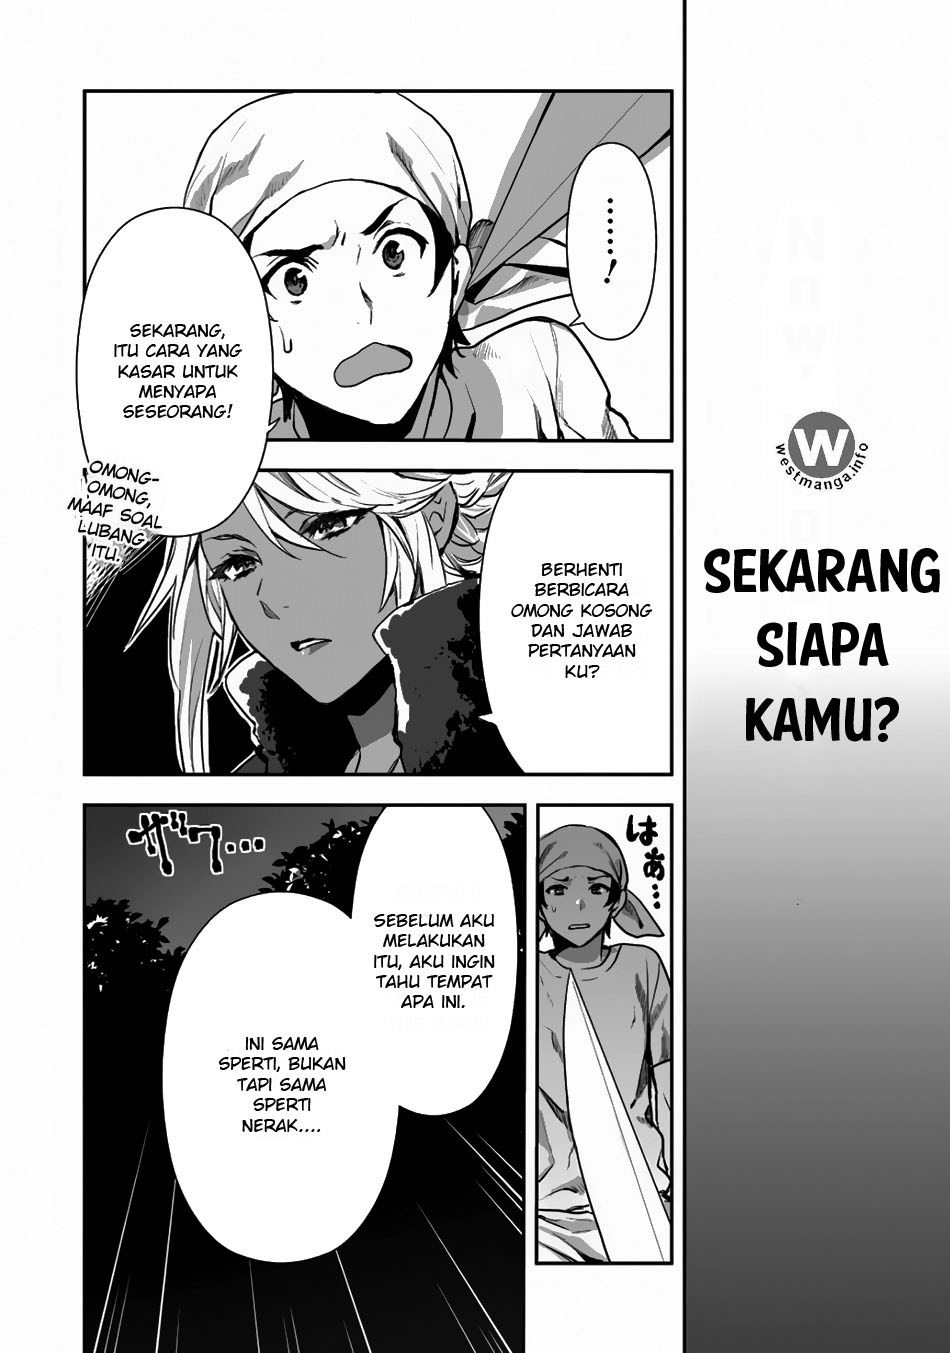 SEKARANG
SIAPA
KAMU?
westmanga.info
W
........!
SEKARANG,
ITU CARA YANG
KASAR UNTUK
MENYAPA
SESEORANG!
OMONG-
OMONG,
MAAF SOAL
LUBANG
ITU.
BERHENTI
BERBICARA
OMONG KOSONG
DAN JAWAB
PERTANYAAN
KU?
はぁ…
SEBELUM AKU
MELAKUKAN
ITU, AKU INGIN
TAHU TEMPAT
APA INI.
ザワ…
INI SAMA
SPERTI, BUKAN
TAPI SAMA
SPERTI
NERAK....